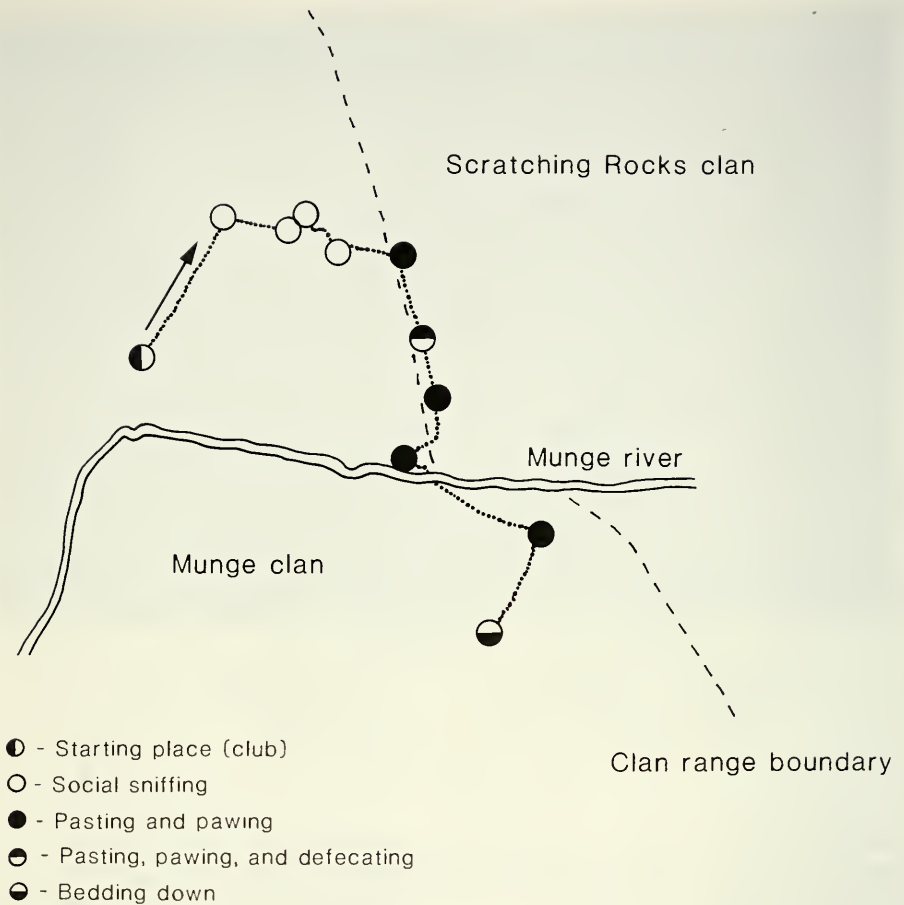 Scratching Rocks clan
Munge river
Munge clan
Clan range boundary
- Starting place (club)
- Social sniffing
- Pasting and pawing
- Pasting, pawing, and defecating
- Bedding down